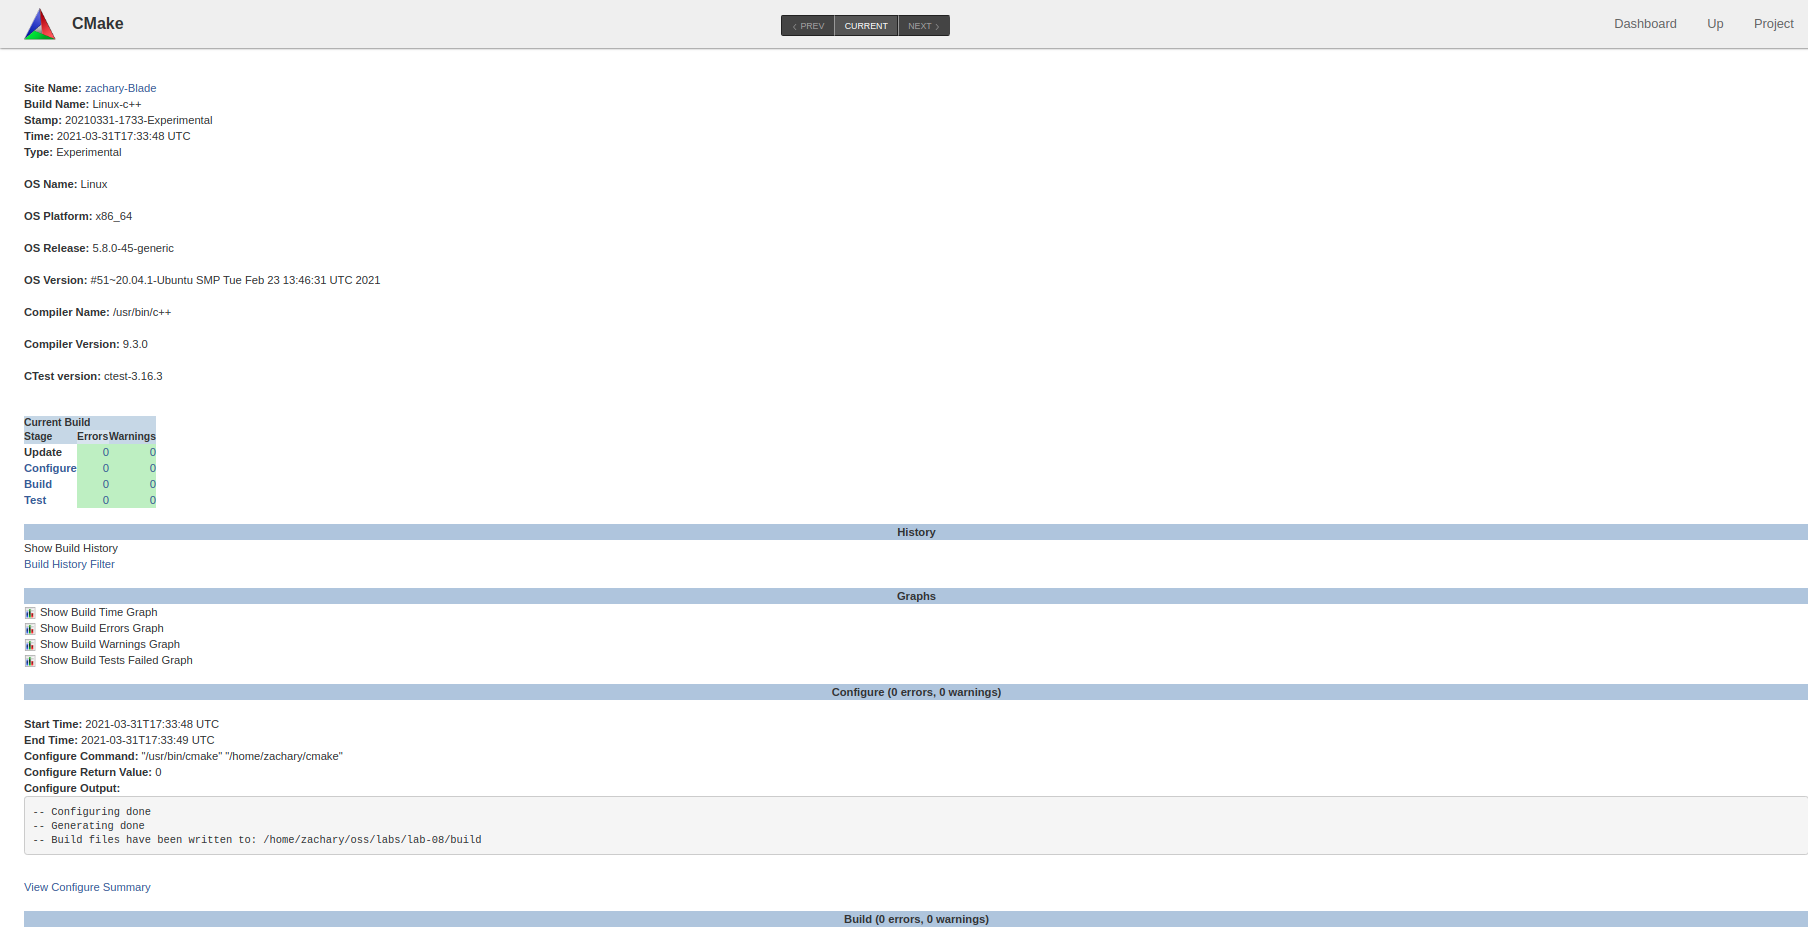 CMake
PREV CURRENT NEXT
Dashboard Up Project
Site Name: zachary-Blade
Build Name: Linux-c++
Stamp: 20210331-1733-Experimental
Time: 2021-03-31T17:33:48 UTC
Type: Experimental
OS Name: Linux
OS Platform: x86_64
OS Release: 5.8.0-45-generic
OS Version: #51~20.04.1-Ubuntu SMP Tue Feb 23 13:46:31 UTC 2021
Compiler Name: /usr/bin/c++
Compiler Version: 9.3.0
CTest version: ctest-3.16.3
Current Build
Stage Errors Warnings
Update 0 0
Configure 0 0
Build 0 0
Test 0 0
History
Show Build History
Build History Filter
Graphs
Show Build Time Graph
Show Build Errors Graph
Show Build Warnings Graph
Show Build Tests Failed Graph
Configure (0 errors, 0 warnings)
Start Time: 2021-03-31T17:33:48 UTC
End Time: 2021-03-31T17:33:49 UTC
Configure Command: "/usr/bin/cmake" "/home/zachary/cmake"
Configure Return Value: 0
Configure Output:
-- Configuring done
-- Generating done
-- Build files have been written to: /home/zachary/oss/labs/lab-08/build
View Configure Summary
Build (0 errors, 0 warnings)